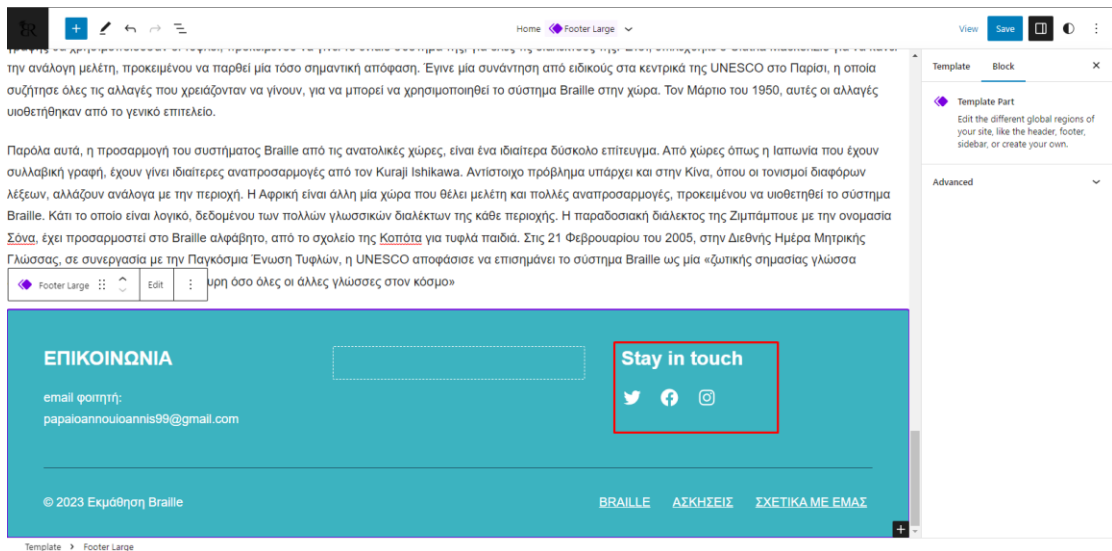 Home Footer Large
View Save
την ανάλογη μελέτη, προκειμένου να παρθεί μία τόσο σημαντική απόφαση. Έγινε μία συνάντηση από ειδικούς στα κεντρικά της UNESCO στο Παρίσι, η οποία
συζήτησε όλες τις αλλαγές που χρειάζονταν να γίνουν, για να μπορεί να χρησιμοποιηθεί το σύστημα Braille στην χώρα. Τον Μάρτιο του 1950, αυτές οι αλλαγές
υιοθετήθηκαν από το γενικό επιτελείο.
Παρόλα αυτά, η προσαρμογή του συστήματος Braille από τις ανατολικές χώρες, είναι ένα ιδιαίτερα δύσκολο επίτευγμα. Από χώρες όπως η Ιαπωνία που έχουν
συλλαβική γραφή, έχουν γίνει ιδιαίτερες αναπροσαρμογές από τον Kuraji Ishikawa. Αντίστοιχο πρόβλημα υπάρχει και στην Κίνα, όπου οι τονισμοί διαφόρων
λέξεων, αλλάζουν ανάλογα με την περιοχή. Η Αφρική είναι άλλη μία χώρα που θέλει μελέτη και πολλές αναπροσαρμογές, προκειμένου να υιοθετηθεί το σύστημα
Braille. Κάτι το οποίο είναι λογικό, δεδομένου των πολλών γλωσσικών διαλέκτων της κάθε περιοχής. Η παραδοσιακή διάλεκτος της Ζιμπάμπουε με την ονομασία
Σόνα, έχει προσαρμοστεί στο Braille αλφάβητο, από το σχολείο της Κοπότα για τυφλά παιδιά. Στις 21 Φεβρουαρίου του 2005, στην Διεθνής Ημέρα Μητρικής
Γλώσσας, σε συνεργασία με την Παγκόσμια Ένωση Τυφλών, η UNESCO αποφάσισε να επισημάνει το σύστημα Braille ως μία «ζωτικής σημασίας γλώσσα
Footer Large Edit
όσο όλες οι άλλες γλώσσες στον κόσμο»
ΕΠΙΚΟΙΝΩΝΙΑ
email φοιτητή:
papaioannouioannis99@gmail.com
Stay in touch
© 2023 Εκμάθηση Braille
BRAILLE ΑΣΚΗΣΕΙΣ ΣΧΕΤΙΚΑ ΜΕ ΕΜΑΣ
Template > Footer Large
Template Block
Template Part
Edit the different global regions of
your site, like the header, footer,
sidebar, or create your own.
Advanced